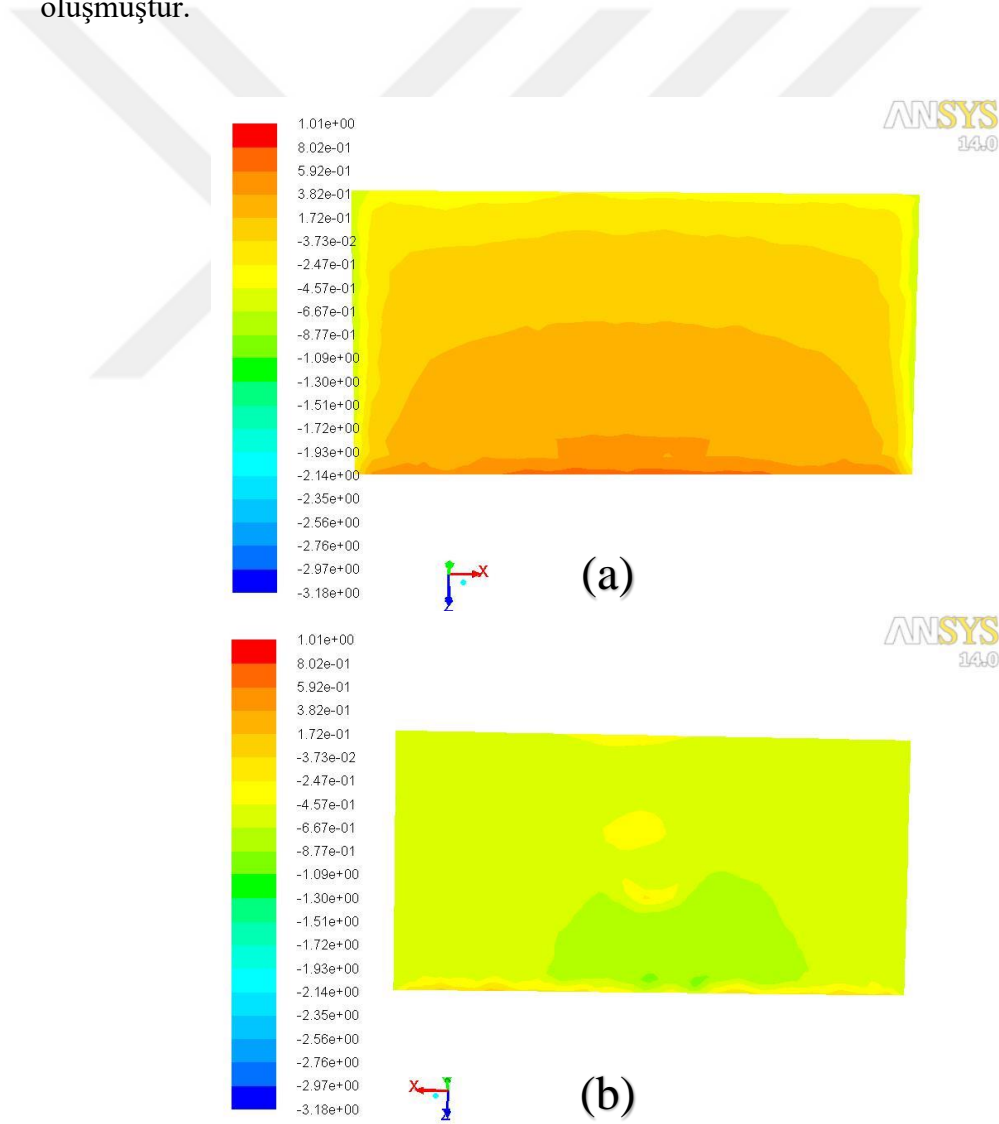 oluşmuştur.
ANSYS
14.0
1.01e+00
8.02e-01
5.92e-01
3.82e-01
1.72e-01
-3.73e-02
-2.47e-01
-4.57e-01
-6.67e-01
-8.77e-01
-1.09e+00
-1.30e+00
-1.51e+00
-1.72e+00
-1.93e+00
-2.14e+00
-2.35e+00
-2.56e+00
-2.76e+00
-2.97e+00
-3.18e+00
X
Z
(a)
ANSYS
14.0
1.01e+00
8.02e-01
5.92e-01
3.82e-01
1.72e-01
-3.73e-02
-2.47e-01
-4.57e-01
-6.67e-01
-8.77e-01
-1.09e+00
-1.30e+00
-1.51e+00
-1.72e+00
-1.93e+00
-2.14e+00
-2.35e+00
-2.56e+00
-2.76e+00
-2.97e+00
-3.18e+00
X
Z
(b)